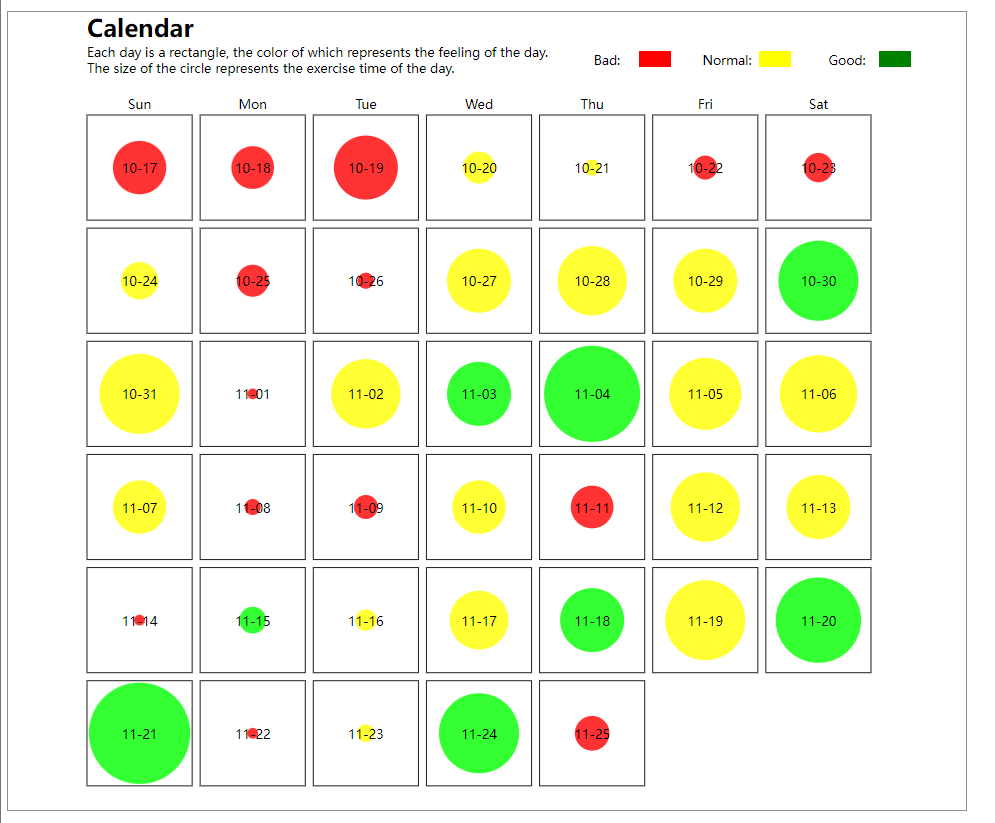 Calendar
Each day is a rectangle, the color of which represents the feeling of the day.
The size of the circle represents the exercise time of the day.
Bad: Normal: Good:
Sun Mon Tue Wed Thu Fri Sat
10-17 10-18 10-19 10-20 10-21 10-22 10-23
10-24 10-25 10-26 10-27 10-28 10-29 10-30
10-31 11-01 11-02 11-03 11-04 11-05 11-06
11-07 11-08 11-09 11-10 11-11 11-12 11-13
11-14 11-15 11-16 11-17 11-18 11-19 11-20
11-21 11-22 11-23 11-24 11-25